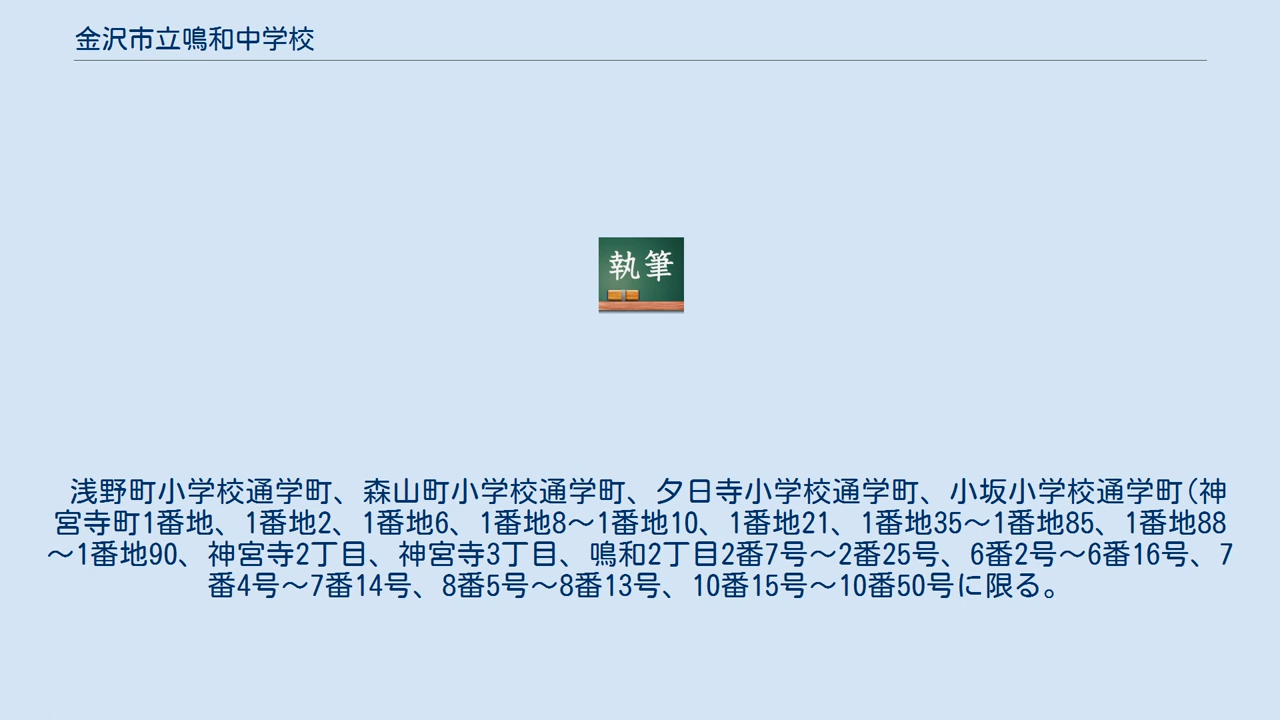 金沢市立鳴和中学校
執筆
浅野町小学校通学町、森山町小学校通学町、夕日寺小学校通学町、小坂小学校通学町(神
宮寺町1番地、1番地2、1番地6、1番地8〜1番地10、1番地21、1番地35〜1番地85、1番地88
〜1番地90、神宮寺2丁目、神宮寺3丁目、鳴和2丁目2番7号〜2番25号、6番2号〜6番16号、7
番4号〜7番14号、8番5号〜8番13号、10番15号〜10番50号に限る。